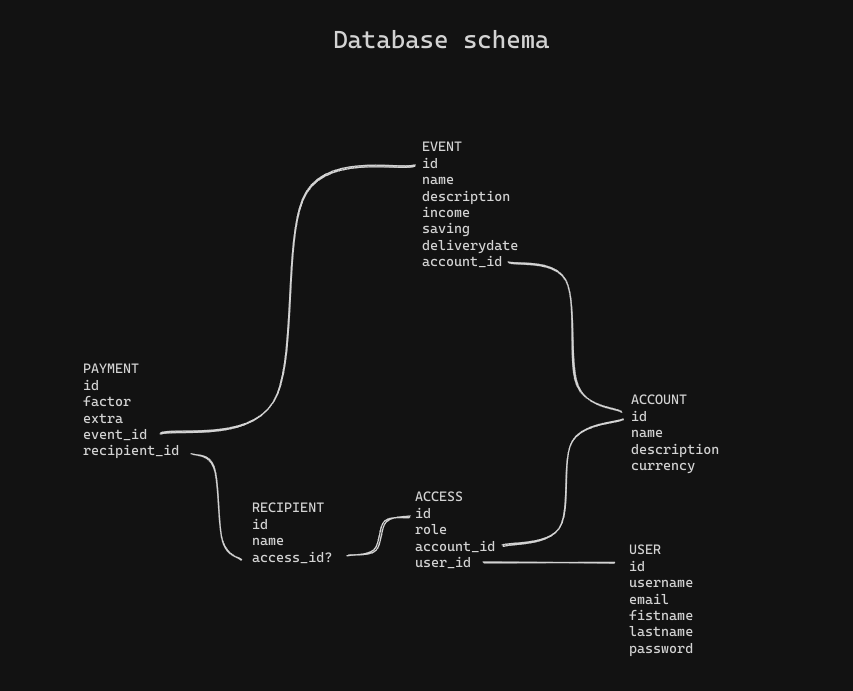 Database schema
EVENT
id
name
description
income
saving
deliverydate
account_id
PAYMENT
id
factor
extra
event_id
recipient_id
ACCOUNT
id
name
description
currency
RECIPIENT
id
name
access_id?
ACCESS
id
role
account_id
user_id
USER
id
username
email
fistname
lastname
password